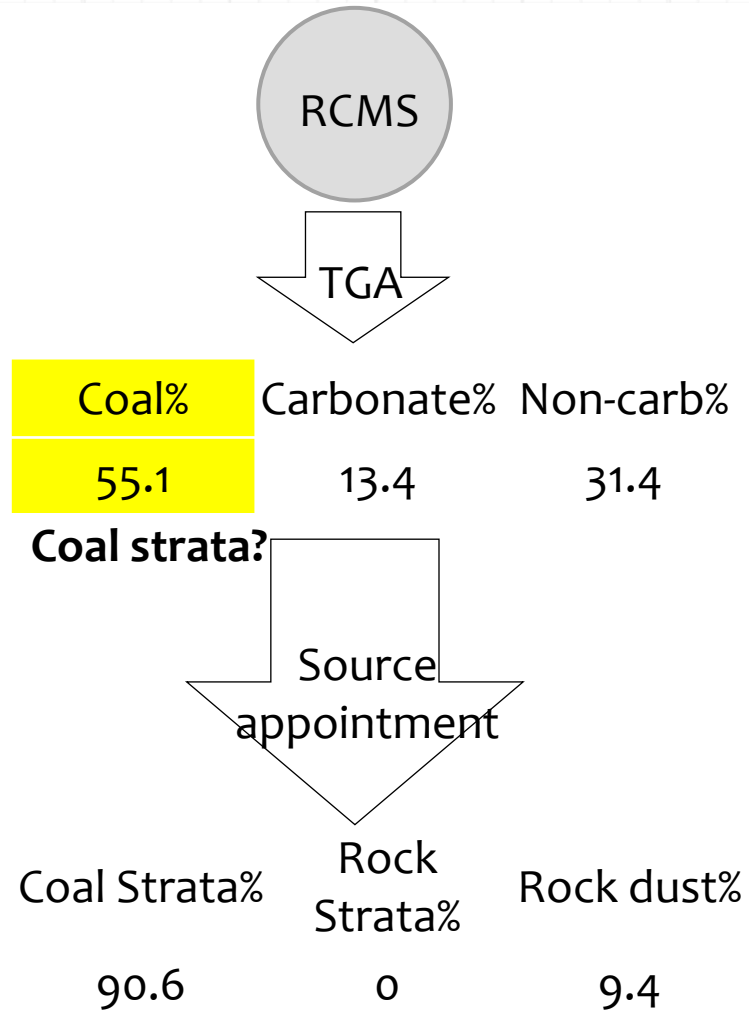 RCMS
TGA
Coal% Carbonate% Non-carb%
55.1 13.4 31.4
Coal strata?
Source
appointment
Coal Strata% Rock Strata% Rock dust%
90.6 0 9.4